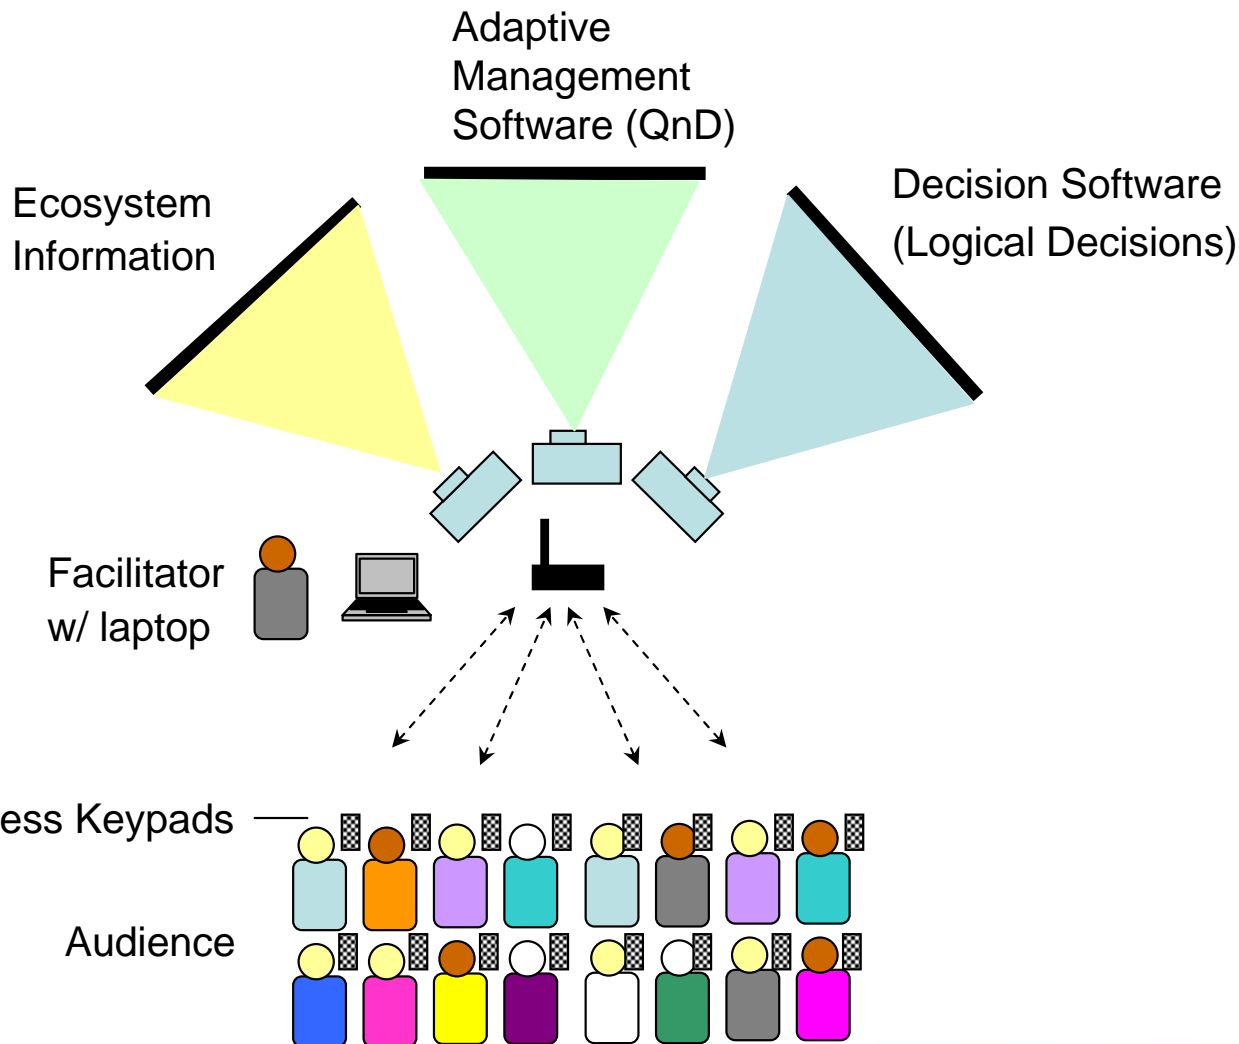 Adaptive
Management
Software (QnD)
Ecosystem
Information
Decision Software
(Logical Decisions)
Facilitator
w/ laptop
ess Keypads
Audience